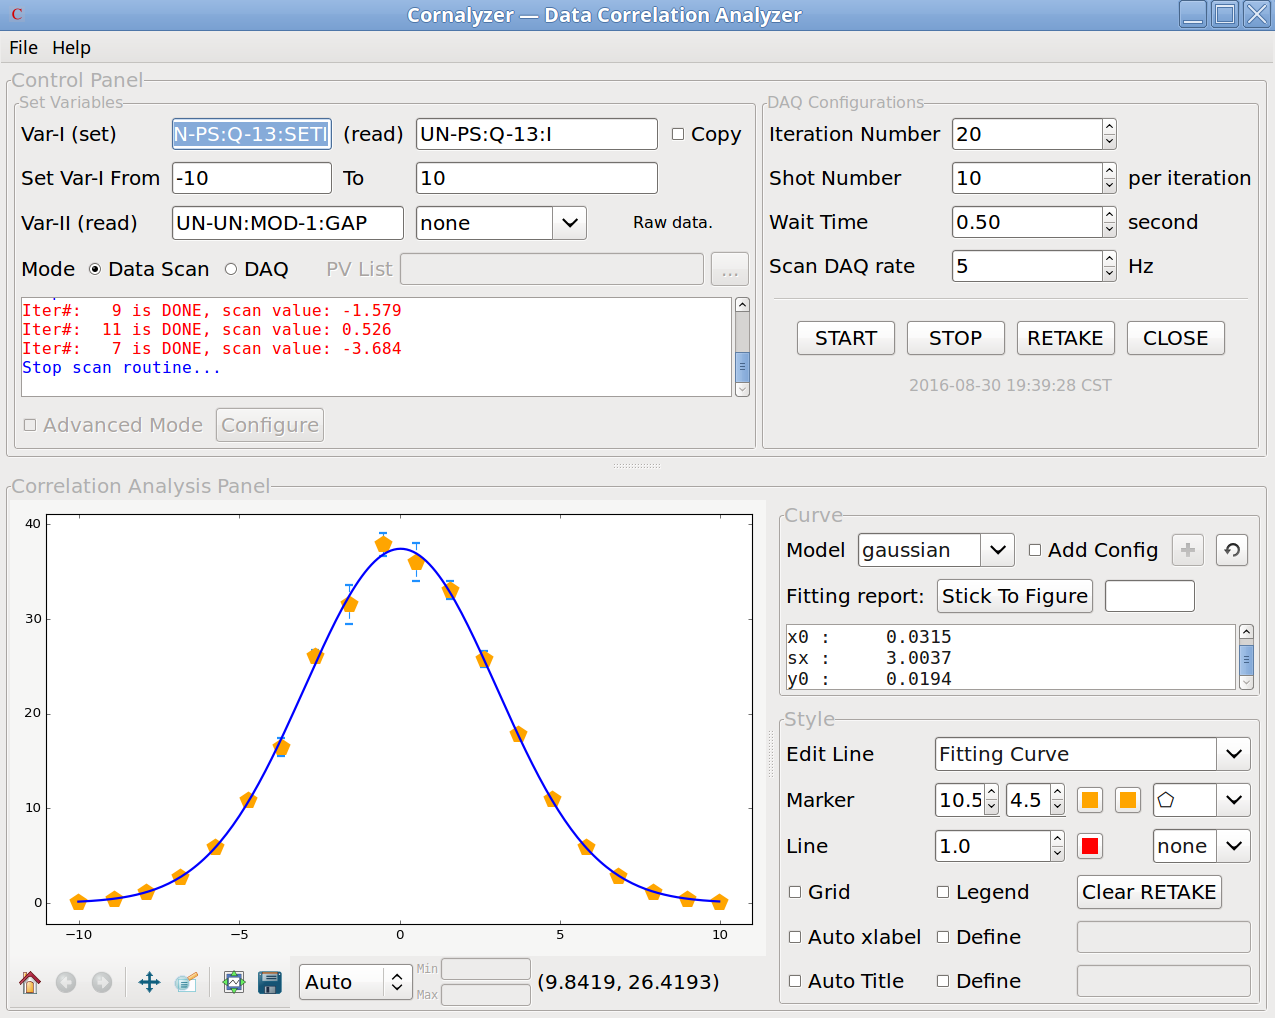 C Cornalyzer — Data Correlation Analyzer
File Help
Control Panel
Set Variables
Var-I (set) N-PS:Q-13:SETI (read) UN-PS:Q-13:I Copy
Set Var-I From -10 To 10
Var-II (read) UN-UN:MOD-1:GAP none Raw data.
Mode Data Scan DAQ PV List ...
Iter#: 9 is DONE, scan value: -1.579
Iter#: 11 is DONE, scan value: 0.526
Iter#: 7 is DONE, scan value: -3.684
Stop scan routine...
Advanced Mode Configure
DAQ Configurations
Iteration Number 20
Shot Number 10 per iteration
Wait Time 0.50 second
Scan DAQ rate 5 Hz
START STOP RETAKE CLOSE
2016-08-30 19:39:28 CST
Correlation Analysis Panel
40
30
20
10
0
−10 −5 0 5 10
Auto Min Max (9.8419, 26.4193)
Curve
Model gaussian Add Config
Fitting report: Stick To Figure
x0 : 0.0315
sx : 3.0037
y0 : 0.0194
Style
Edit Line Fitting Curve
Marker 10.5 4.5
Line 1.0 none
Grid Legend Clear RETAKE
Auto xlabel Define
Auto Title Define